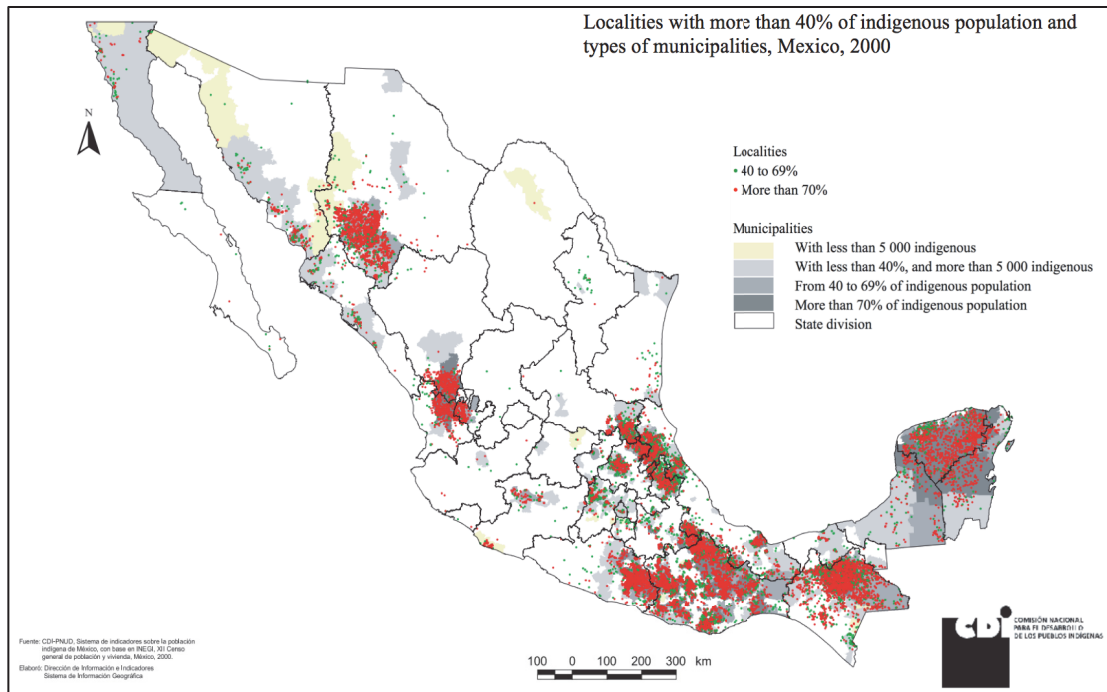 Localities with more than 40% of indigenous population and
types of municipalities, Mexico, 2000
N
Localities
40 to 69%
More than 70%
Municipalities
With less 5 000 indigenous
With less than 40%, and more than 5 000 indigenous
From 40 to 69% of indigenous population
More than 70% of indigenous population
State division
Fuente: CDI-PNUD, Sistema de indicadores sobre la población
indígena de México, con base en INEGI, XII Censo
general de población y vivienda, México, 2000.
Elaboró: Dirección de Información e Indicadores
Sistema de Información Geográfica
100 0 100 200 300 km
CDI
COMISIÓN NACIONAL
PARA EL DESARROLLO
DE LOS PUEBLOS INDÍGENAS